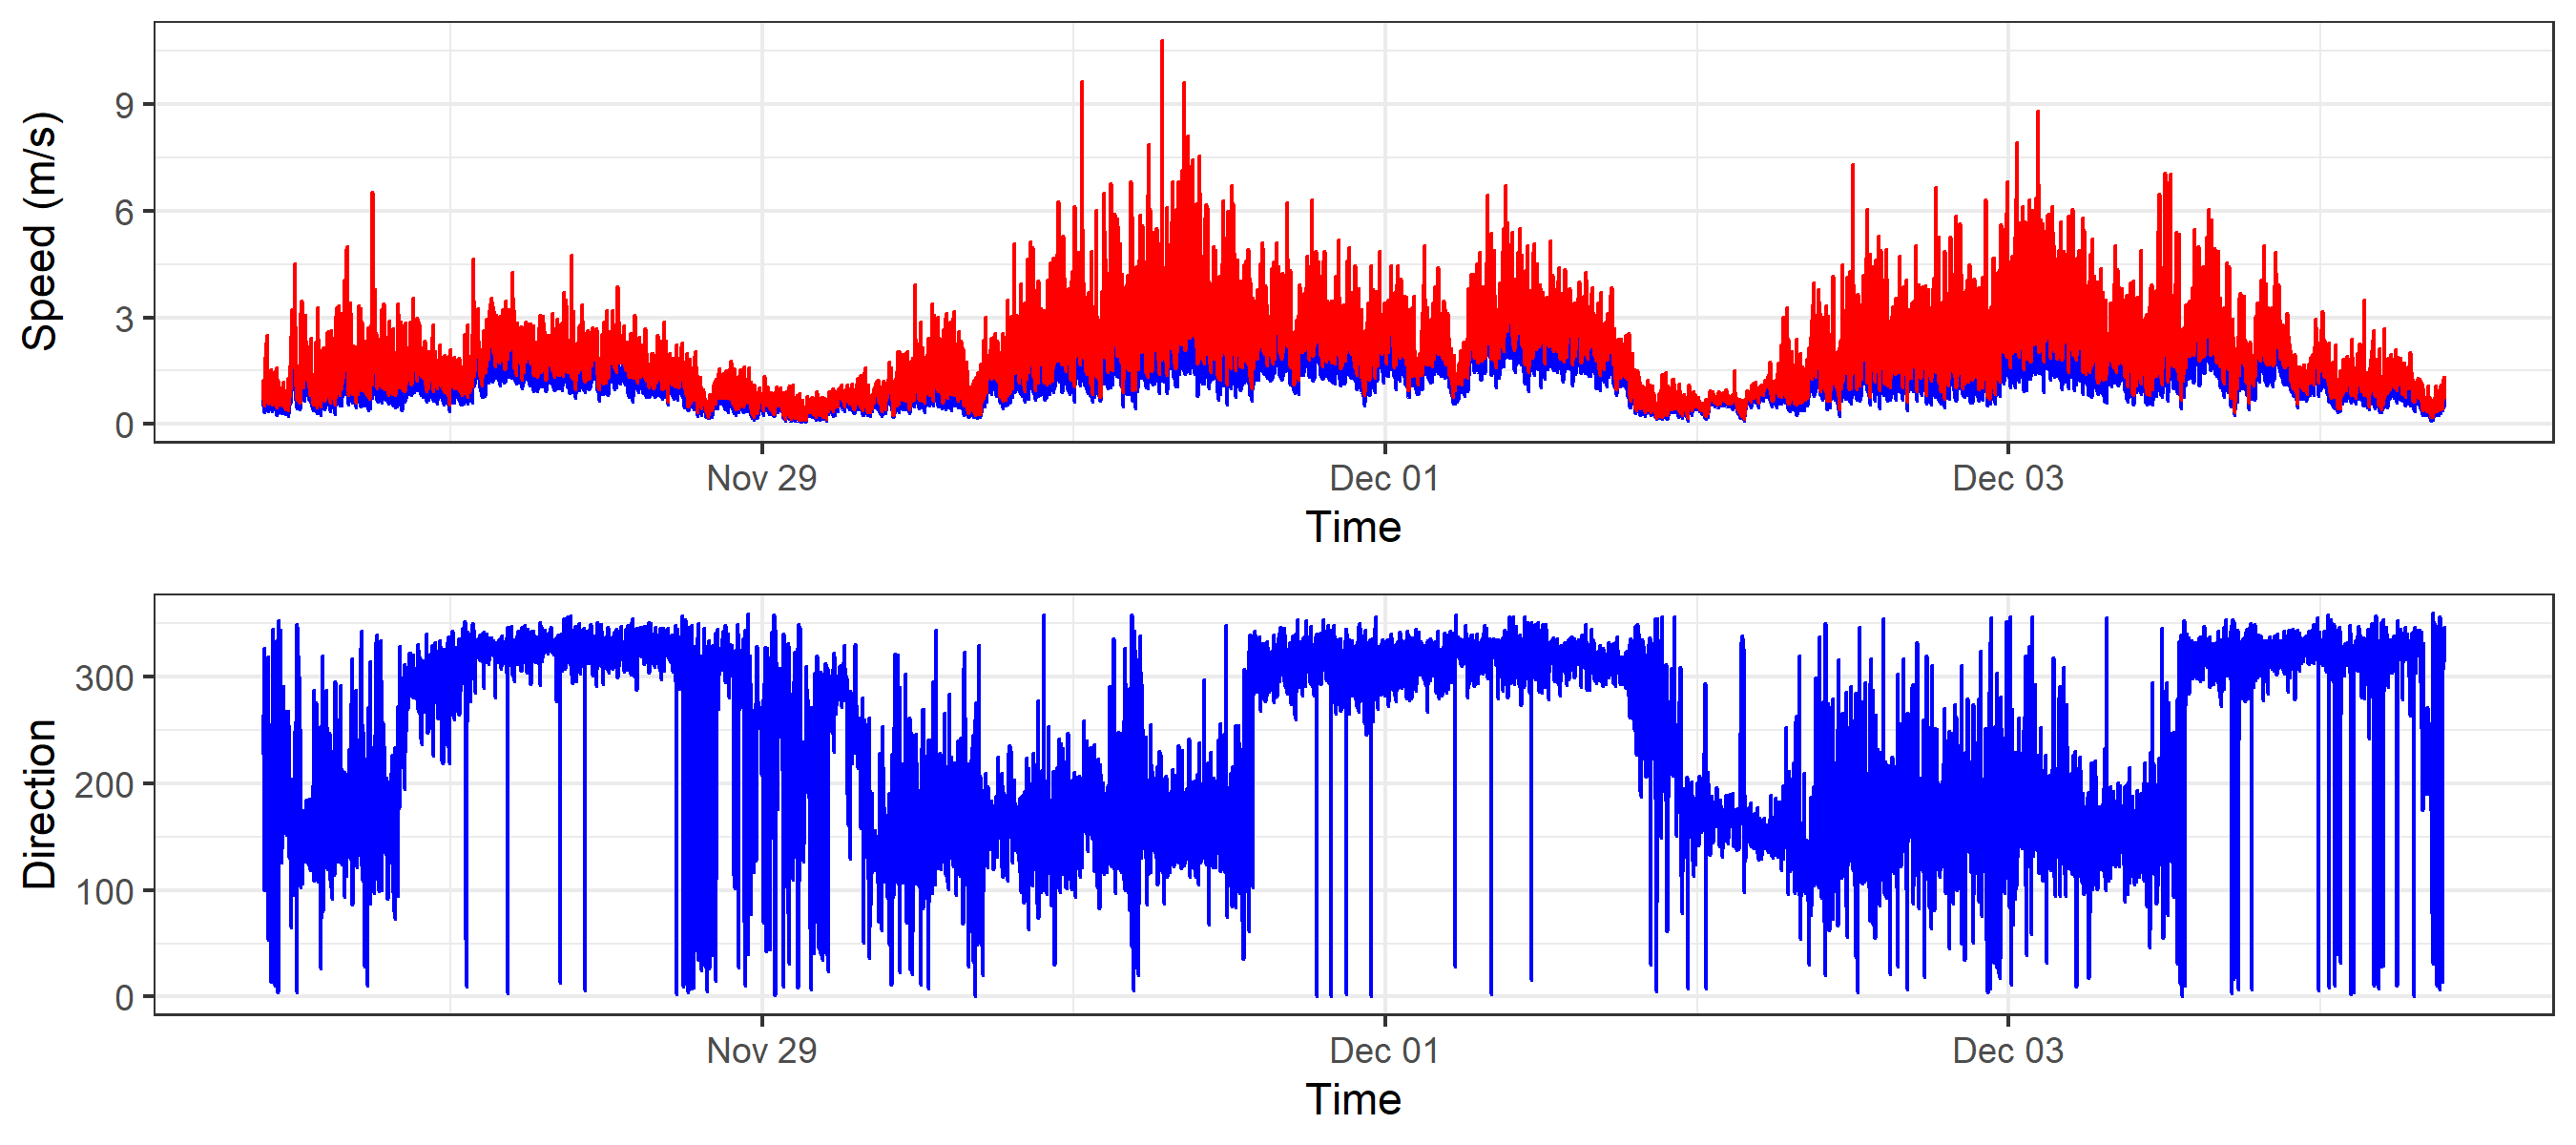 Speed (m/s)
9
6
3
0
Nov 29
Dec 01
Dec 03
Time
Direction
300
200
100
0
Nov 29
Dec 01
Dec 03
Time